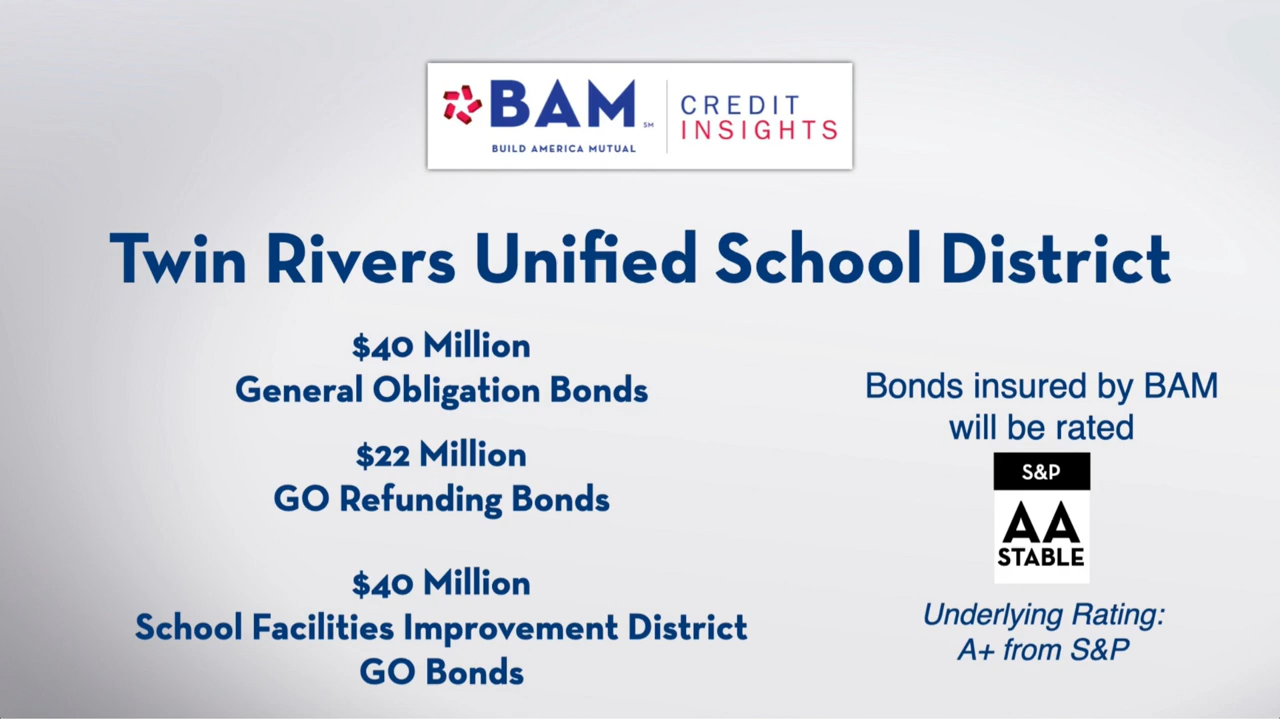 BAM SM
BUILD AMERICA MUTUAL
CREDIT
INSIGHTS
Twin Rivers Unified School District
$40 Million
General Obligation Bonds
$22 Million
GO Refunding Bonds
$40 Million
School Facilities Improvement District
GO Bonds
Bonds insured by BAM
will be rated
S&P
AA
STABLE
Underlying Rating:
A+ from S&P